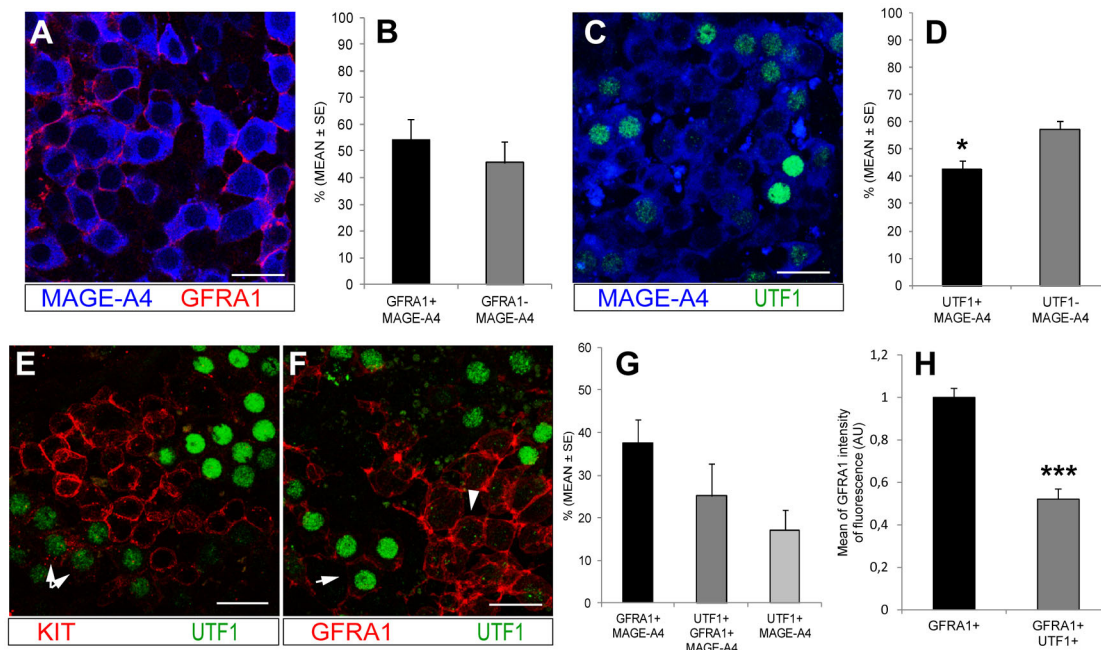 A
MAGE-A4 GFRA1
B
% (MEAN ± SE)
100
90
80
70
60
50
40
30
20
10
0
GFRA1+
MAGE-A4
GFRA1-
MAGE-A4
C
MAGE-A4 UTF1
D
% (MEAN ± SE)
100
90
80
70
60
50
40
30
20
10
0
*
UTF1+
MAGE-A4
UTF1-
MAGE-A4
E
KIT UTF1
F
GFRA1 UTF1
G
% (MEAN ± SE)
60
50
40
30
20
10
0
GFRA1+
MAGE-A4
UTF1+
GFRA1+
MAGE-A4
UTF1+
MAGE-A4
H
Mean of GFRA1 intensity
of fluorescence (AU)
1,2
1
0,8
0,6
0,4
0,2
0
***
GFRA1+
GFRA1+
UTF1+